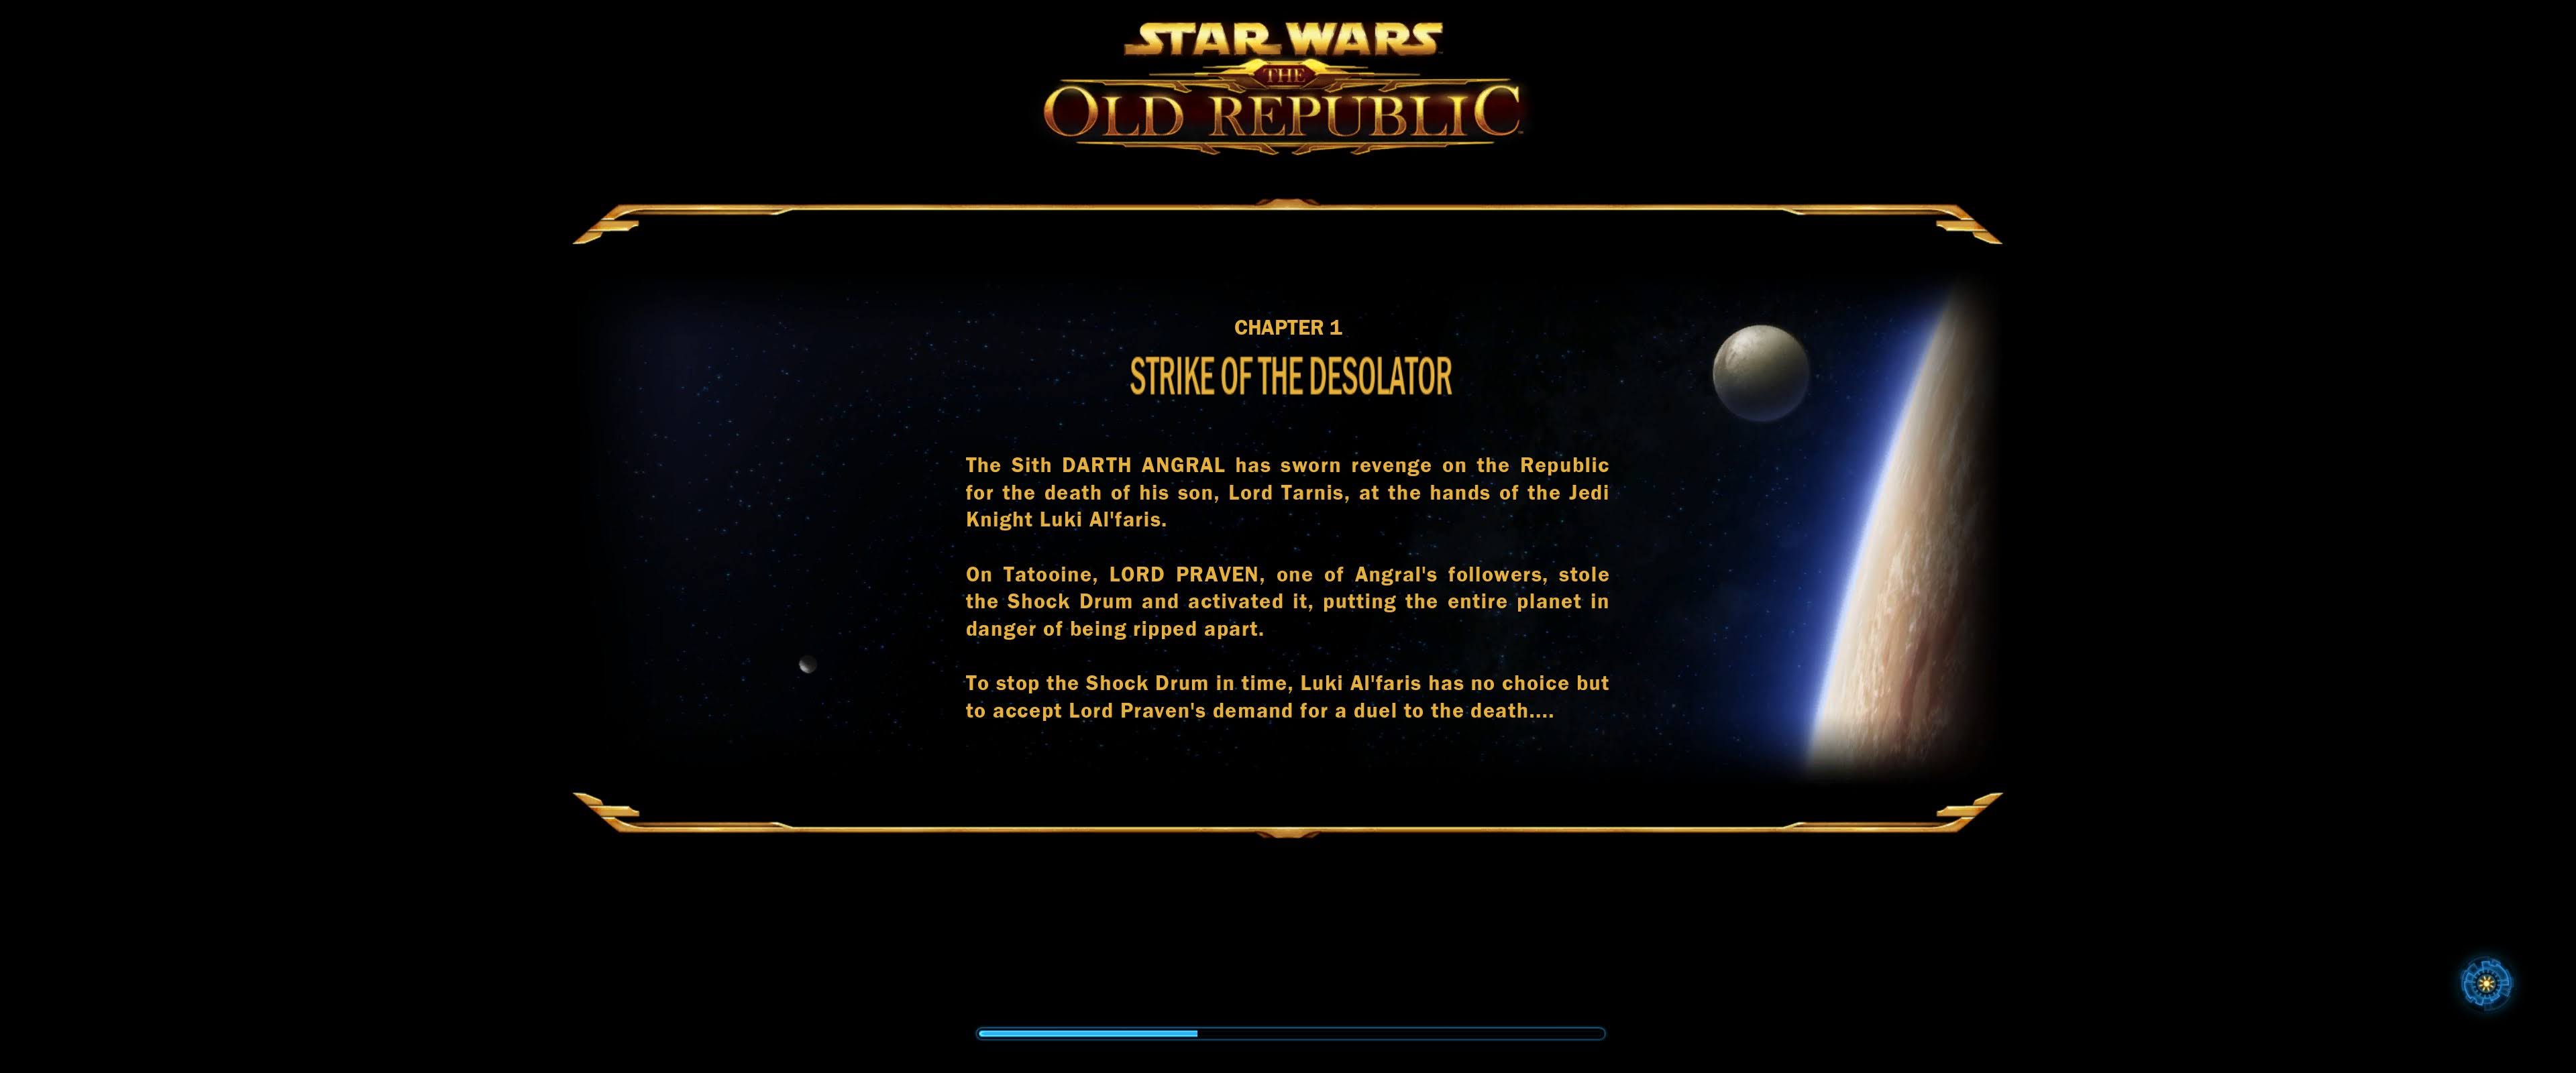 STAR WARS
THE
OLD REPUBLIC
CHAPTER 1
STRIKE OF THE DESOLATOR
The Sith DARTH ANGRAL has sworn revenge on the Republic
for the death of his son, Lord Tarnis, at the hands of the Jedi
Knight Luki Al'faris.
On Tatooine, LORD PRAVEN, one of Angral's followers, stole
the Shock Drum and activated it, putting the entire planet in
danger of being ripped apart.
To stop the Shock Drum in time, Luki Al'faris has no choice but
to accept Lord Praven's demand for a duel to the death....